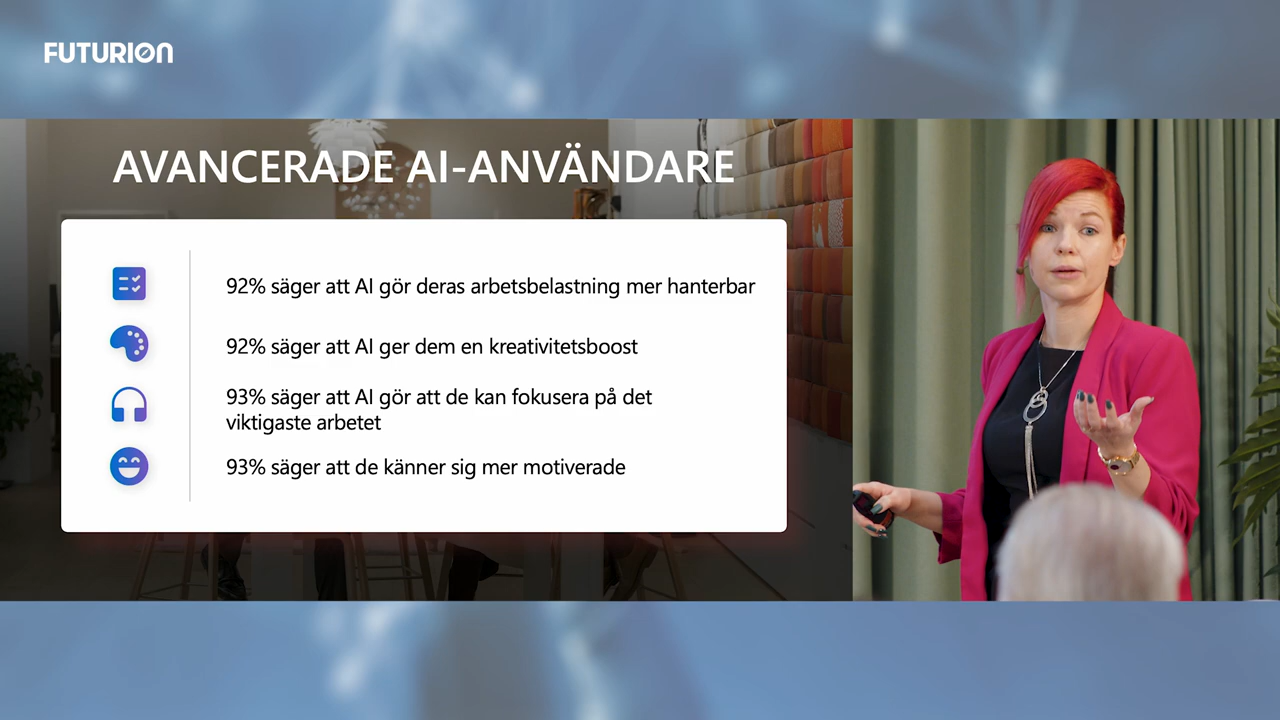 FUTURION
AVANCERADE AI-ANVÄNDARE
92% säger att AI gör deras arbetsbelastning mer hanterbar
92% säger att AI ger dem en kreativitetsboost
93% säger att AI gör att de kan fokusera på det
viktigaste arbetet
93% säger att de känner sig mer motiverade